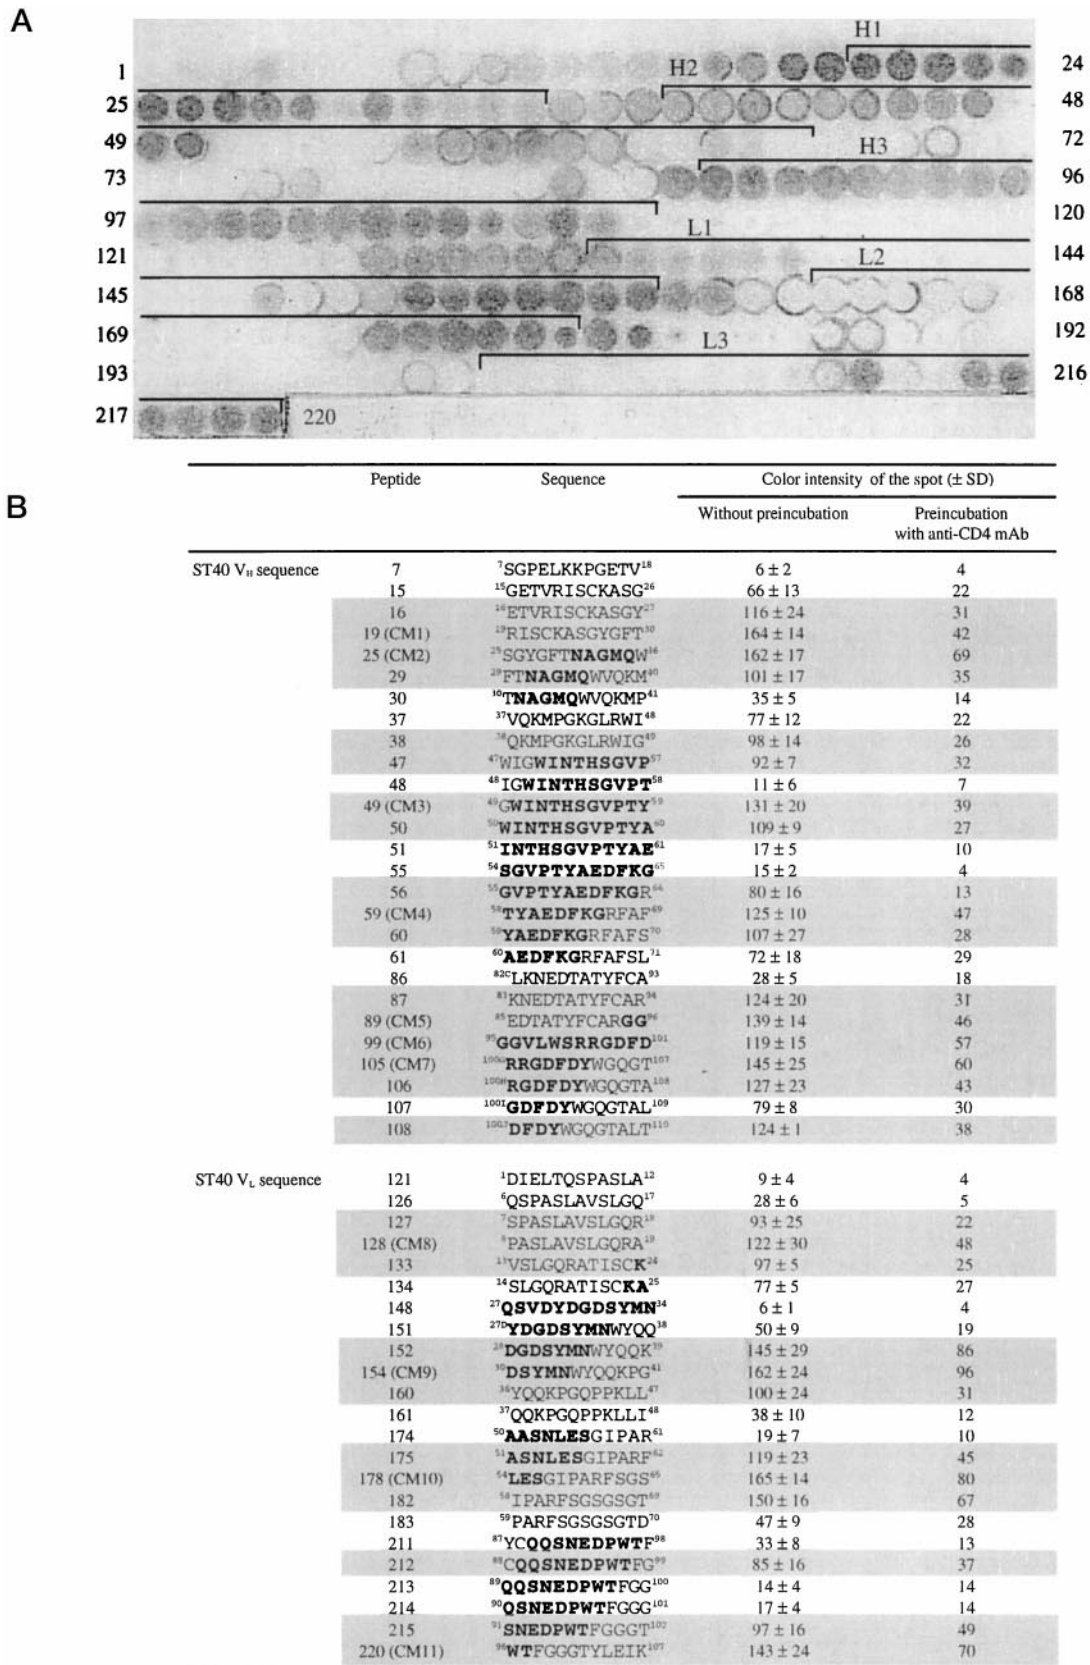 A
H1
1 H2 24
25 48
49 72
H3
73 96
97 120
L1
121 144
L2
145 168
169 192
L3
193 216
217 220
Peptide Sequence Color intensity of the spot (± SD)
B
Without preincubation Preincubation with anti-CD4 mAb
ST40 VH sequence 7 7SGPELKKPGETV18 6 ± 2 4
15 15GETVRISCKASG26 66 ± 13 22
16 16ETVRISCKASGY27 116 ± 24 31
19 (CM1) 19RISCKASGYGFT30 164 ± 14 42
25 (CM2) 25SGYGFTNAGMQW36 162 ± 17 69
29 29FTNAGMQWVQKM40 101 ± 17 35
30 30TNAGMQWVQKMP41 35 ± 5 14
37 37VQKMPGKGLRWI48 77 ± 12 22
38 38QKMPGKGLRWIG49 98 ± 14 26
47 47WIGWINTHSGVP57 92 ± 7 32
48 48IGWINTHSGVPT58 11 ± 6 7
49 (CM3) 49GWINTHSGVPTY59 131 ± 20 39
50 50WINTHSGVPTYA60 109 ± 9 27
51 51INTHSGVPTYAE61 17 ± 5 10
55 54SGVPTYAEDFKG65 15 ± 2 4
56 55GVPTYAEDFKGR66 80 ± 16 13
59 (CM4) 58TYAEDFKGRFAF69 125 ± 10 47
60 59YAEDFKGRFAFS70 107 ± 27 28
61 60AEDFKGRFAFSL71 72 ± 18 29
86 82CLKNEDTATYFCA93 28 ± 5 18
87 83KNEDTATYFCAR94 124 ± 20 31
89 (CM5) 85EDTATYFCARGG96 139 ± 14 46
99 (CM6) 95GGVLWSRRGDFD101 119 ± 15 57
105 (CM7) 100GRRGDFDYWGQGT107 145 ± 25 60
106 100HRGDFDYWGQGTA108 127 ± 23 43
107 100IGDFDYWGQGTAL109 79 ± 8 30
108 100JDFDYWGQGTALT110 124 ± 1 38
ST40 VL sequence 121 1DIELTQSPASLA12 9 ± 4 4
126 6QSPASLAVSLGQ17 28 ± 6 5
127 7SPASLAVSLGQR18 93 ± 25 22
128 (CM8) 8PASLAVSLGQRA19 122 ± 30 48
133 13VSLGQRATISCK24 97 ± 5 25
134 14SLGQRATISCKA25 77 ± 5 27
148 27QSVDYDGDSYMN34 6 ± 1 4
151 27DYDGDSYMNWYQQ38 50 ± 9 19
152 28DGDSYMNWYQQK39 145 ± 29 86
154 (CM9) 30DSYMNWYQQKPG41 162 ± 24 96
160 36YQQKPGQPPKLL47 100 ± 24 31
161 37QQKPGQPPKLLI48 38 ± 10 12
174 50AASNLESGIPAR61 19 ± 7 10
175 51ASNLESGIPARF62 119 ± 23 45
178 (CM10) 54LESGIPARFSGS65 165 ± 14 80
182 58IPARFSGSGSGT69 150 ± 16 67
183 59PARFSGSGSGTD70 47 ± 9 28
211 87YCQQSNEDPWTF98 33 ± 8 13
212 88CQQSNEDPWTFG99 85 ± 16 37
213 89QQSNEDPWTFGG100 14 ± 4 14
214 90QSNEDPWTFGGG101 17 ± 4 14
215 91SNEDPWTFGGGT102 97 ± 16 49
220 (CM11) 96WTFGGGTYLEIK107 143 ± 24 70